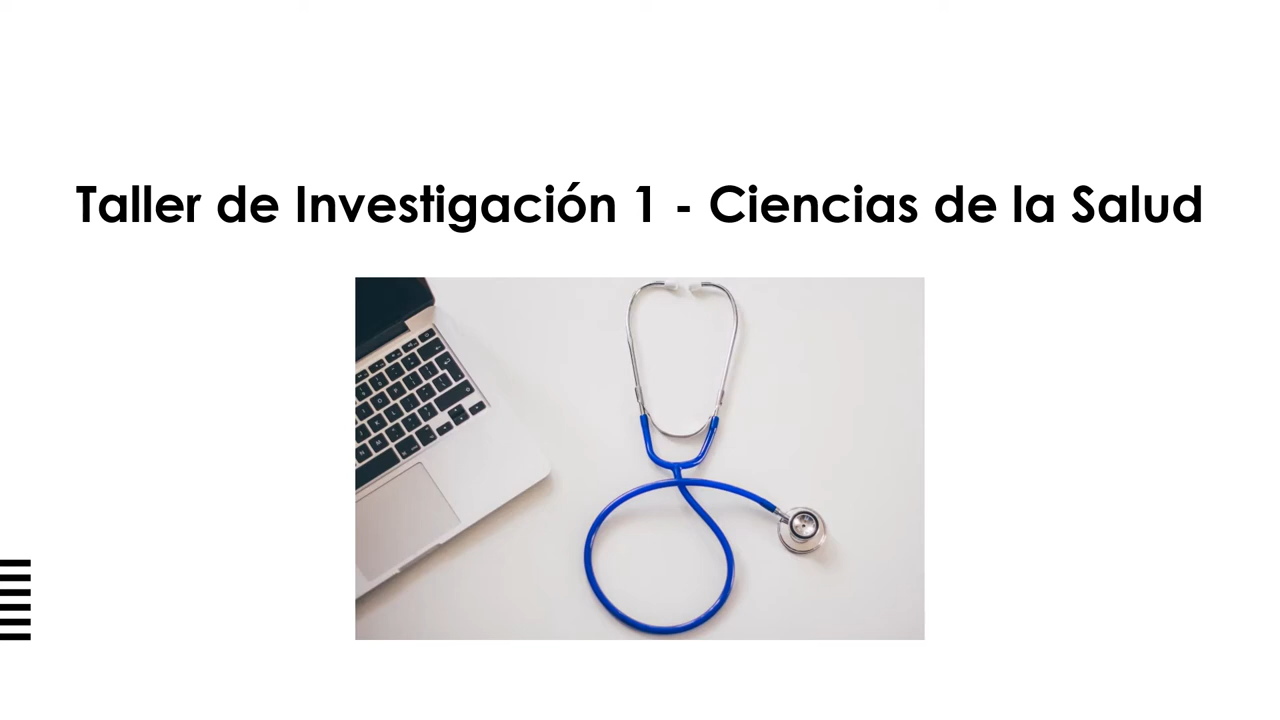 Taller de Investigación 1 - Ciencias de la Salud